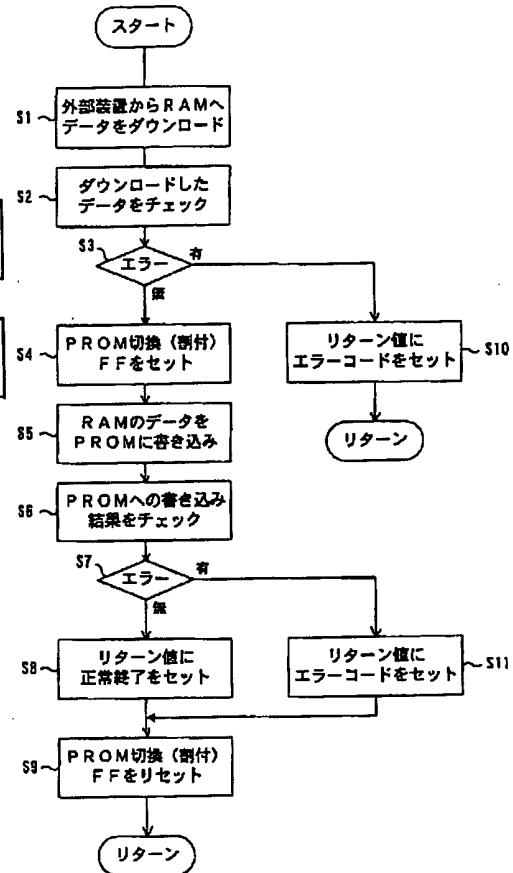 スタート
S1
外部装置からRAMへ
データをダウンロード
S2
ダウンロードした
データをチェック
S3
エラー
有
無
S4
PROM切換(割付)
FFをセット
リターン値に
エラーコードをセット
S10
リターン
S5
RAMのデータを
PROMに書き込み
S6
PROMへの書き込み
結果をチェック
S7
エラー
有
無
S8
リターン値に
正常終了をセット
リターン値に
エラーコードをセット
S11
S9
PROM切換(割付)
FFをリセット
リターン